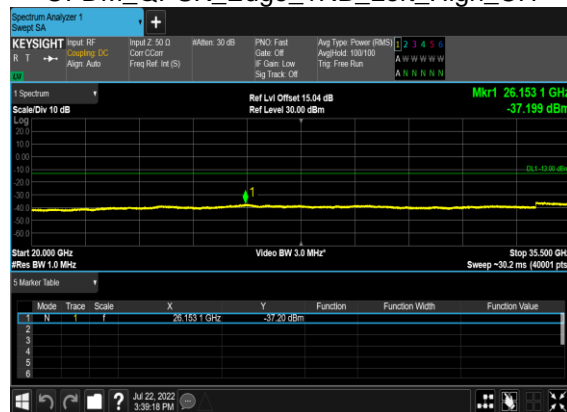 Spectrum Analyzer 1
Swept SA
+
KEYSIGHT
R T
LW
Input: RF
Coupling: DC
Align: Auto
Input Z: 50 Ω
Corr CCorr
Freq Ref: Int (S)
#Atten: 30 dB
PNO: Fast
Gate: Off
IF Gain: Low
Sig Track: Off
Avg Type: Power (RMS)
Avg|Hold: 100/100
Trig: Free Run
1 2 3 4 5 6
A W W W W W
A N N N N N
1 Spectrum
Scale/Div 10 dB
Ref Lvl Offset 15.04 dB
Ref Level 30.00 dBm
Mkr1 26.153 1 GHz
-37.199 dBm
Log
20.0
10.0
0.00
-10.0
-20.0
-30.0
-40.0
-50.0
-60.0
DL1 -13.00 dBm
1
Start 20.000 GHz
#Res BW 1.0 MHz
Video BW 3.0 MHz*
Stop 35.500 GHz
Sweep ~30.2 ms (40001 pts)
5 Marker Table
Mode Trace Scale X Y Function Function Width Function Value
1 N 1 f 26.153 1 GHz -37.20 dBm
2
3
4
5
6
?
Jul 22, 2022
3:39:18 PM